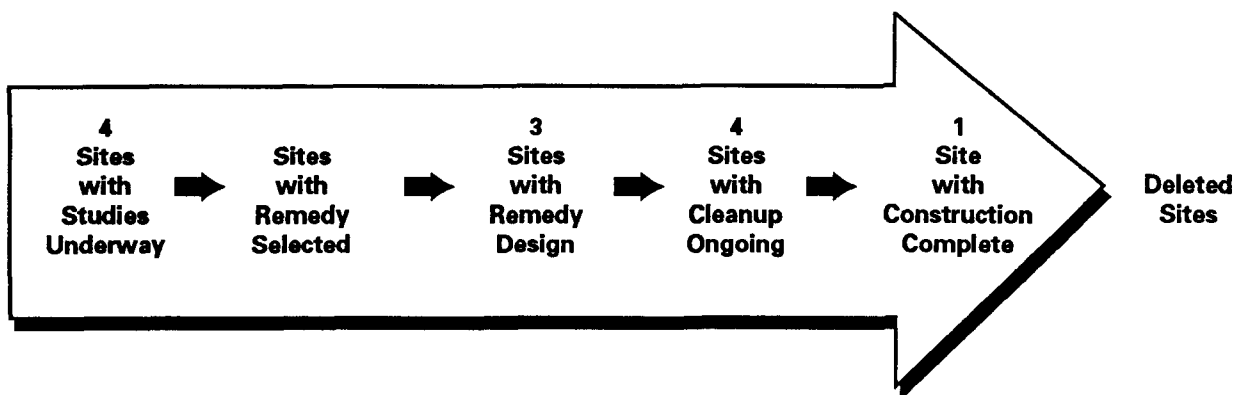 4
Sites
with
Studies
Underway
Sites
with
Remedy
Selected
3
Sites
with
Remedy
Design
4
Sites with
Cleanup
Ongoing
1
Site
with
Construction
Complete
Deleted
Sites